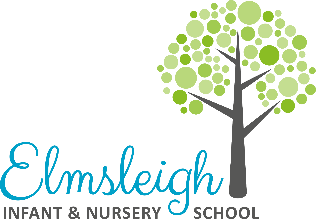 Elmsleigh
INFANT & NURSERY SCHOOL